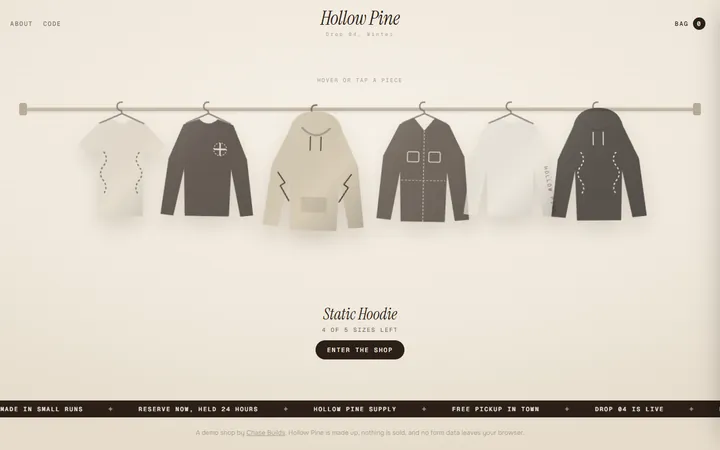 ABOUT CODE
Hollow Pine
Drop 04, Winter
BAG 0
HOVER OR TAP A PIECE
Static Hoodie
4 OF 5 SIZES LEFT
ENTER THE SHOP
MADE IN SMALL RUNS + RESERVE NOW, HELD 24 HOURS + HOLLOW PINE SUPPLY + FREE PICKUP IN TOWN + DROP 04 IS LIVE +
A demo shop by Chase Builds. Hollow Pine is made up, nothing is sold, and no form data leaves your browser.